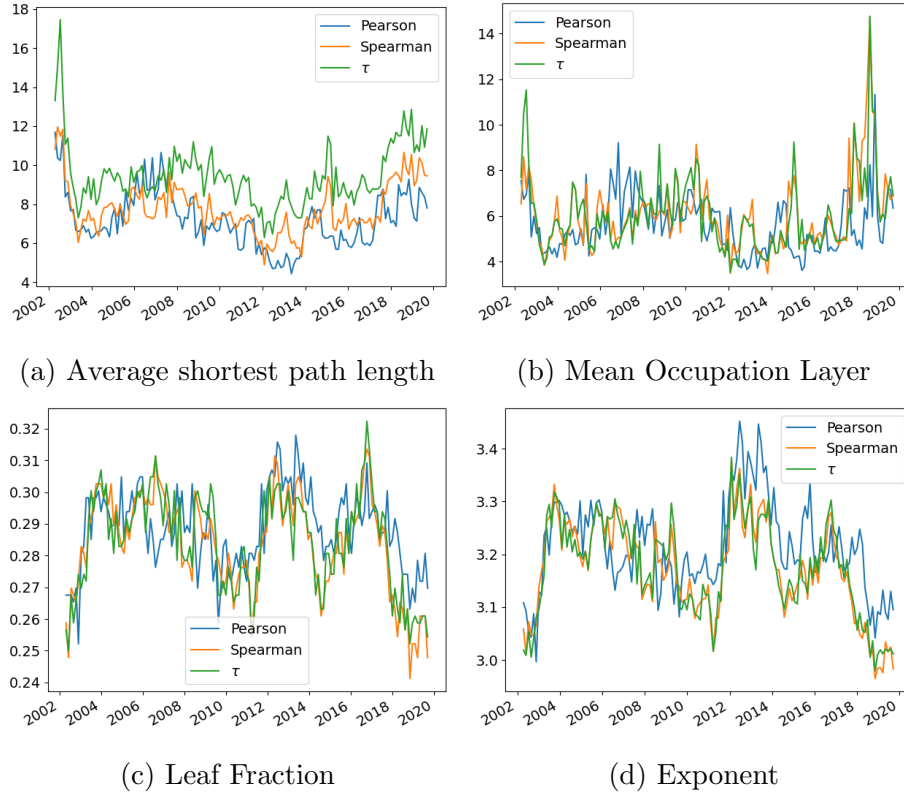 18
16
14
12
10
8
6
4
Pearson
Spearman
τ
2002 2004 2006 2008 2010 2012 2014 2016 2018 2020
(a) Average shortest path length
14
12
10
8
6
4
Pearson
Spearman
τ
2002 2004 2006 2008 2010 2012 2014 2016 2018 2020
(b) Mean Occupation Layer
0.32
0.31
0.30
0.29
0.28
0.27
0.26
0.25
0.24
Pearson
Spearman
τ
2002 2004 2006 2008 2010 2012 2014 2016 2018 2020
(c) Leaf Fraction
3.4
3.3
3.2
3.1
3.0
Pearson
Spearman
τ
2002 2004 2006 2008 2010 2012 2014 2016 2018 2020
(d) Exponent